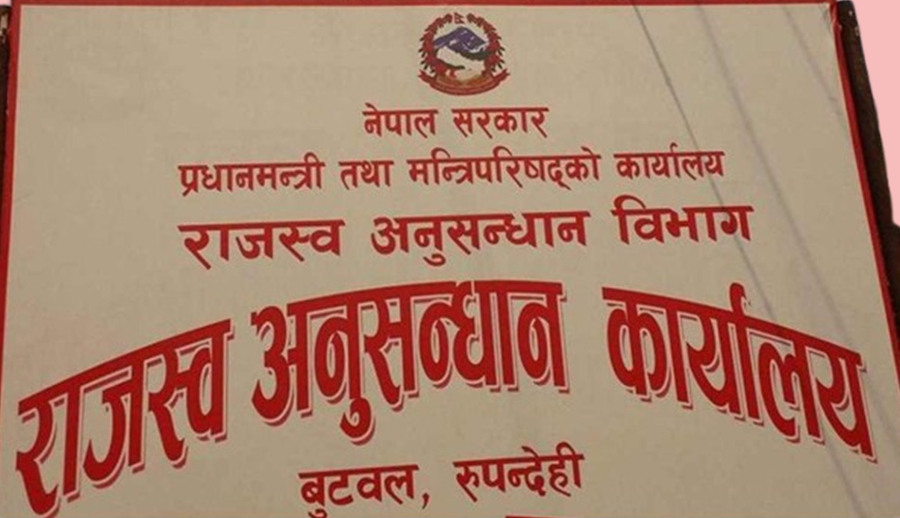 नेपाल सरकार
प्रधानमन्त्री तथा मन्त्रिपरिषद्को कार्यालय
राजस्व अनुसन्धान विभाग
राजस्व अनुसन्धान कार्यालय
बुटवल, रुपन्देही